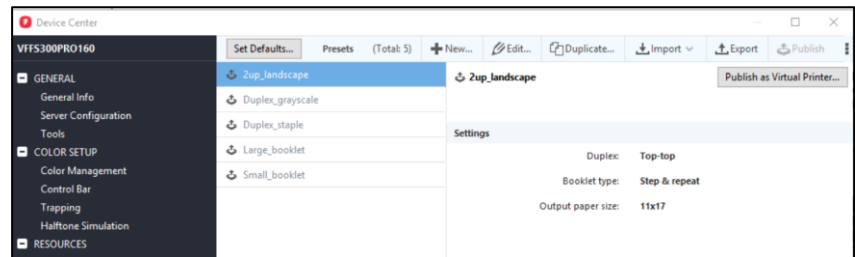 Device Center
VFFS300PRO160
Set Defaults... Presets (Total: 5) New... Edit... Duplicate... Import Export Publish
GENERAL
General Info
Server Configuration
Tools
COLOR SETUP
Color Management
Control Bar
Trapping
Halftone Simulation
RESOURCES
2up_landscape
Duplex_grayscale
Duplex_staple
Large_booklet
Small_booklet
2up_landscape Publish as Virtual Printer...
Settings
Duplex: Top-top
Booklet type: Step & repeat
Output paper size: 11x17